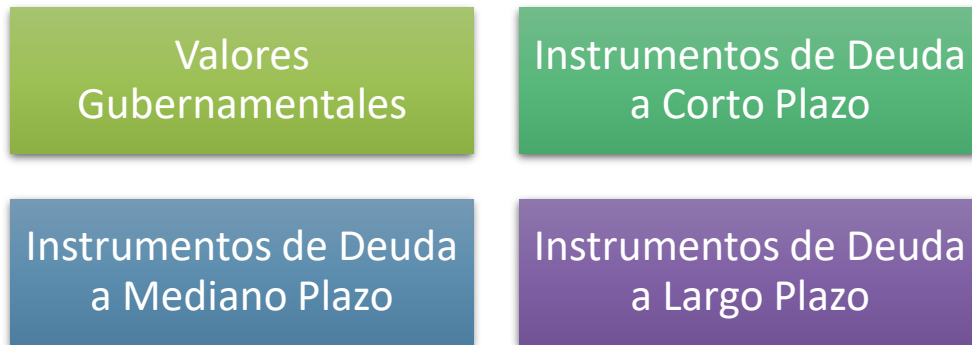 Valores
Gubernamentales
Instrumentos de Deuda
a Corto Plazo
Instrumentos de Deuda
a Mediano Plazo
Instrumentos de Deuda
a Largo Plazo